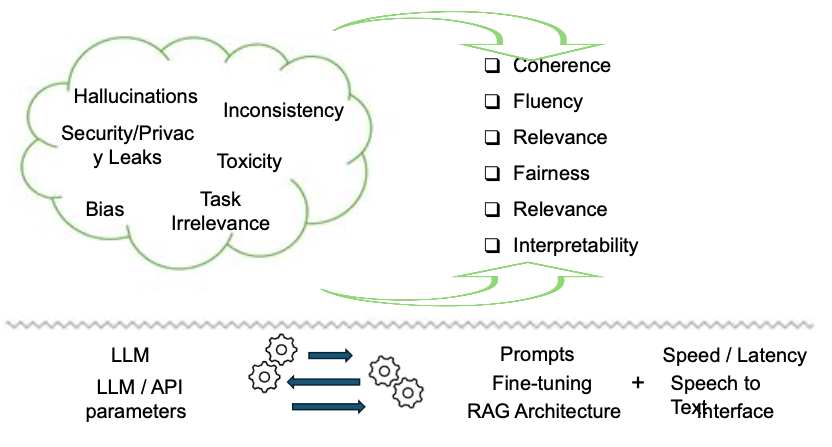 Hallucinations
Inconsistency
Security/Privac
y Leaks
Toxicity
Bias
Task
Irrelevance
Coherence
Fluency
Relevance
Fairness
Relevance
Interpretability
LLM
LLM / API
parameters
Prompts
Fine-tuning
RAG Architecture
+
Speed / Latency
Speech to
Text
Interface